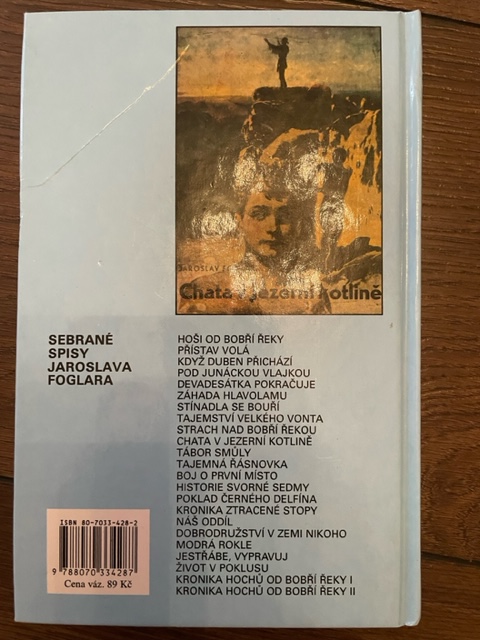 JAROSLAV
Chata v jezerní kotlině
SEBRANÉ
SPISY
JAROSLAVA
FOGLARA
HOŠI OD BOBŘÍ ŘEKY
PŘÍSTAV VOLÁ
KDYŽ DUBEN PŘICHÁZÍ
POD JUNÁCKOU VLAJKOU
DEVADESÁTKA POKRAČUJE
ZÁHADA HLAVOLAMU
STÍNADLA SE BOUŘÍ
TAJEMSTVÍ VELKÉHO VONTA
STRACH NAD BOBŘÍ ŘEKOU
CHATA V JEZERNÍ KOTLINĚ
TÁBOR SMŮLY
TAJEMNÁ ŘÁSNOVKA
BOJ O PRVNÍ MÍSTO
HISTORIE SVORNÉ SEDMY
POKLAD ČERNÉHO DELFÍNA
KRONIKA ZTRACENÉ STOPY
NÁŠ ODDÍL
DOBRODRUŽSTVÍ V ZEMI NIKOHO
MODRÁ ROKLE
JESTŘÁBE, VYPRAVUJ
ŽIVOT V POKLUSU
KRONIKA HOCHŮ OD BOBŘÍ ŘEKY I
KRONIKA HOCHŮ OD BOBŘÍ ŘEKY II
ISBN 80-7033-428-2
9 788070 334287
Cena váz. 89 Kč